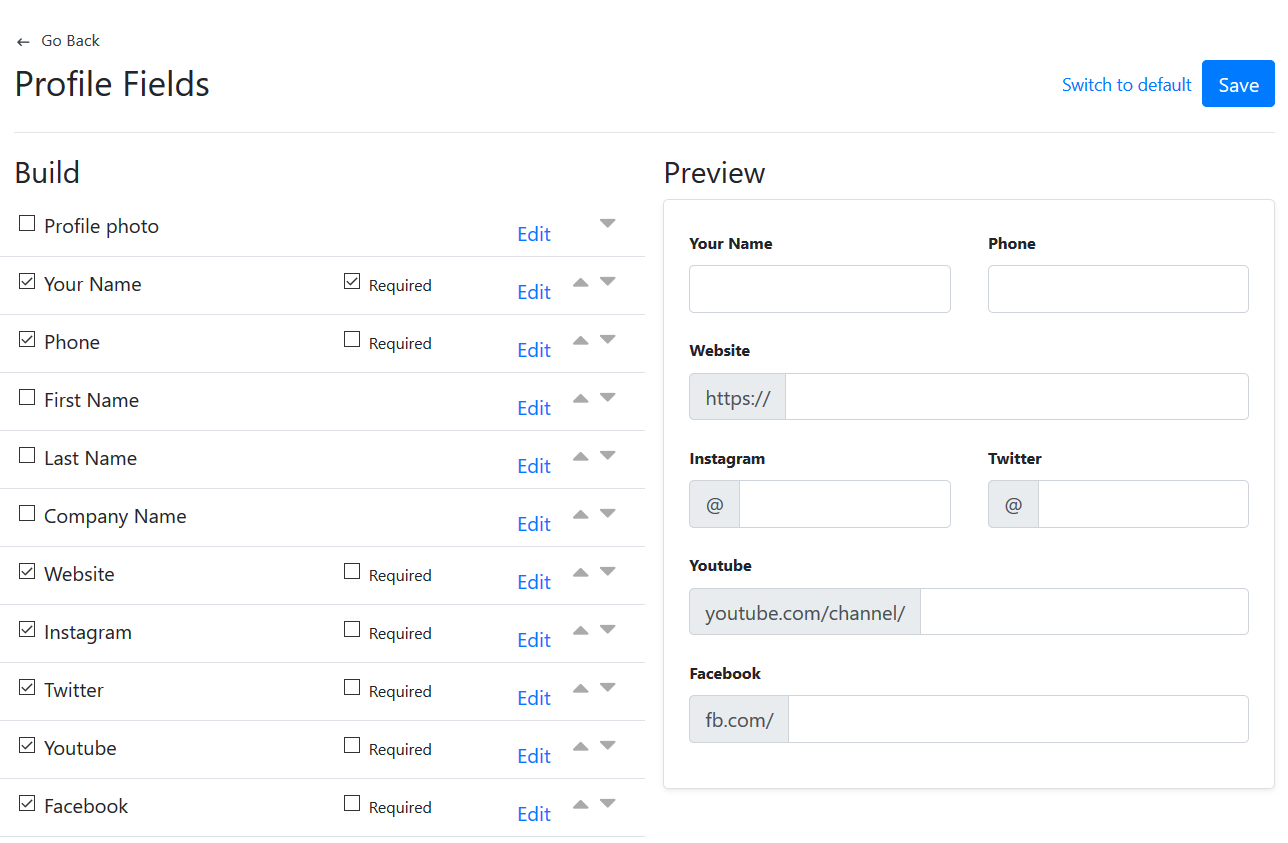 Go Back
Profile Fields
Switch to default
Save
Build
Profile photo
Edit
Your Name
Required
Edit
Phone
Required
Edit
First Name
Edit
Last Name
Edit
Company Name
Edit
Website
Required
Edit
Instagram
Required
Edit
Twitter
Required
Edit
Youtube
Required
Edit
Facebook
Required
Edit
Preview
Your Name
Phone
Website
https://
Instagram
Twitter
@
@
Youtube
youtube.com/channel/
Facebook
fb.com/